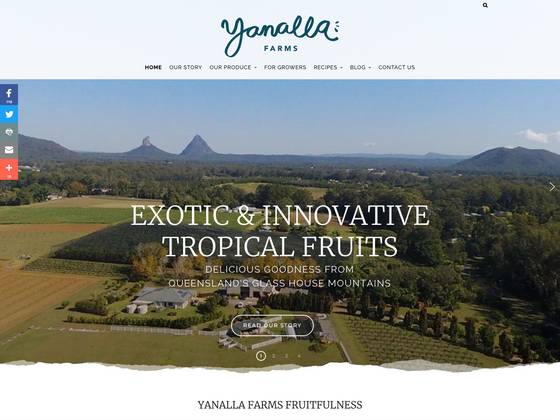 Yanalla
FARMS
HOME OUR STORY OUR PRODUCE FOR GROWERS RECIPES BLOG CONTACT US
EXOTIC & INNOVATIVE
TROPICAL FRUITS
DELICIOUS GOODNESS FROM
QUEENSLAND'S GLASS HOUSE MOUNTAINS
READ OUR STORY
1 2 3 4
YANALLA FARMS FRUITFULNESS